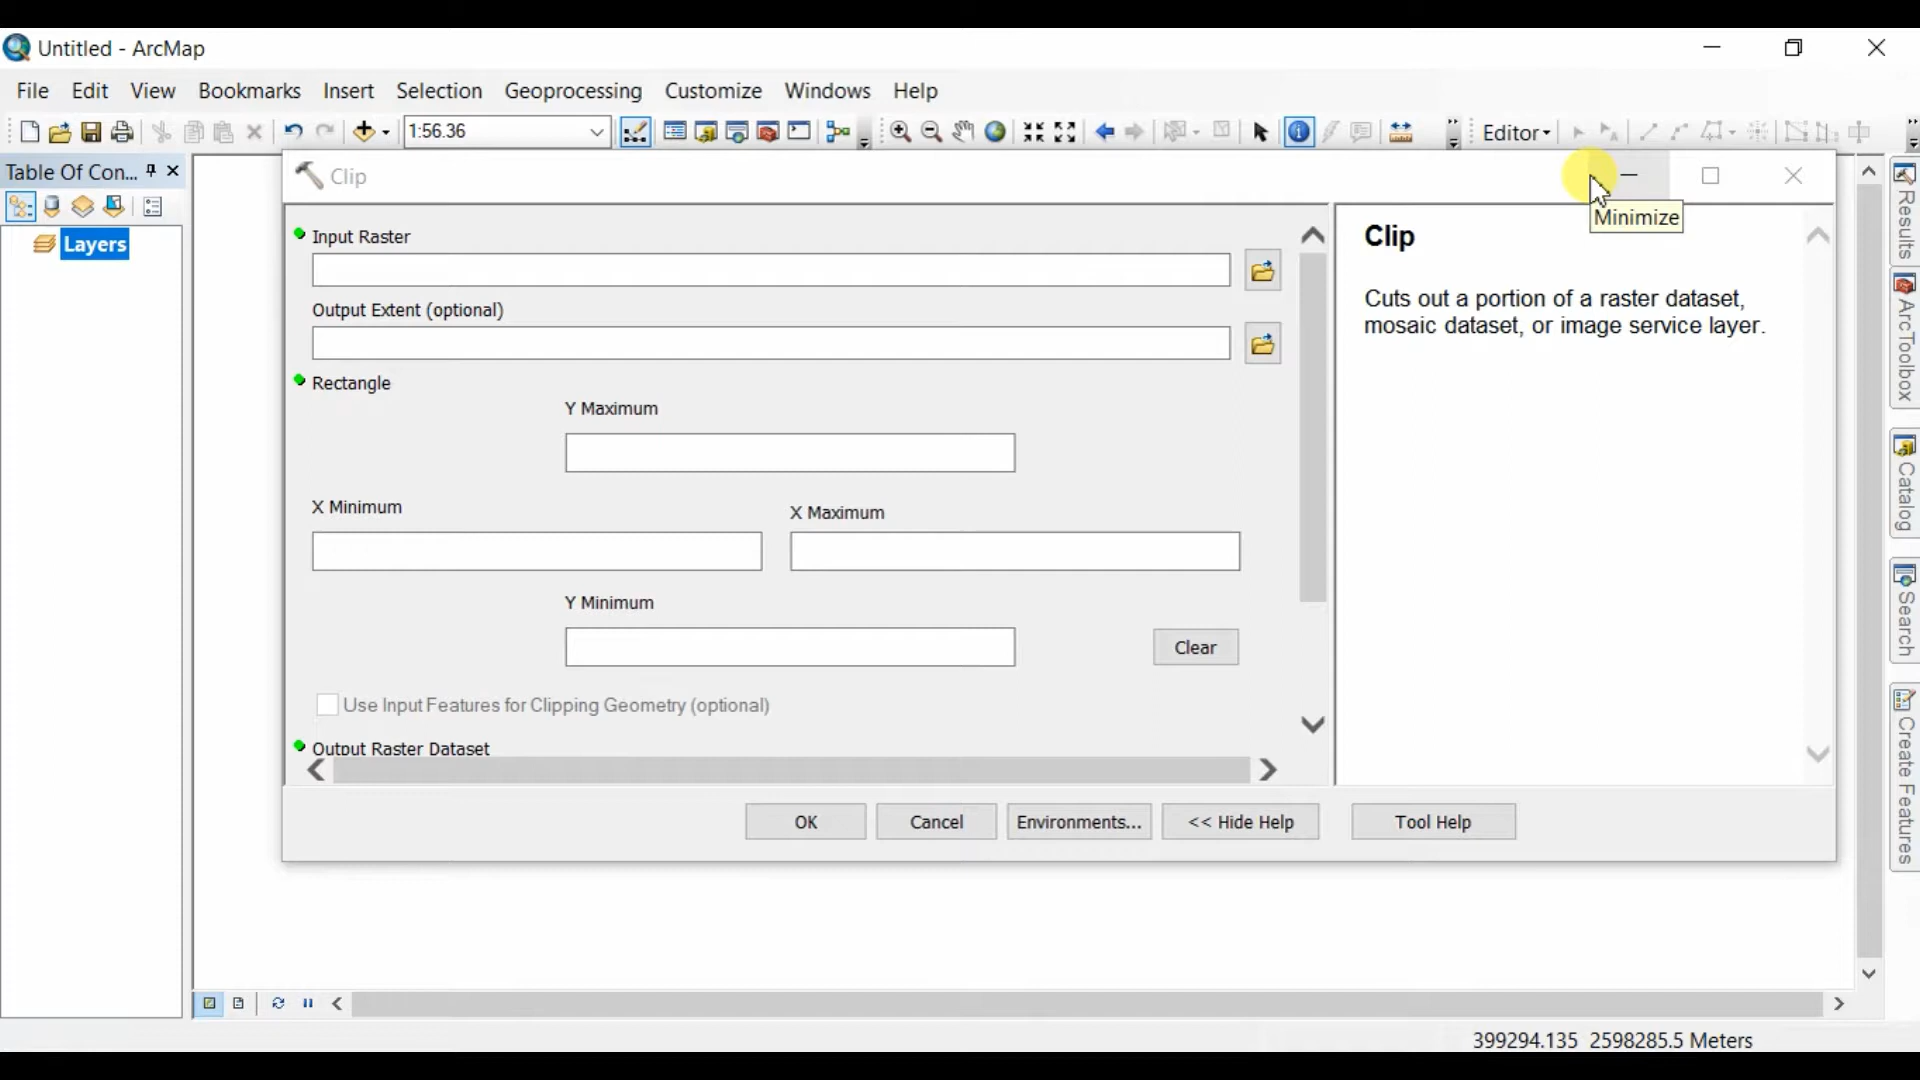 Untitled - ArcMap
File Edit View Bookmarks Insert Selection Geoprocessing Customize Windows Help
1:56.36
Editor
Table Of Con...
Layers
Clip
Minimize
Input Raster
Output Extent (optional)
Rectangle
Y Maximum
X Minimum
X Maximum
Y Minimum
Clear
Use Input Features for Clipping Geometry (optional)
Output Raster Dataset
Clip
Cuts out a portion of a raster dataset,
mosaic dataset, or image service layer.
OK Cancel Environments... << Hide Help Tool Help
Results
ArcToolbox
Catalog
Search
Create Features
399294.135 2598285.5 Meters